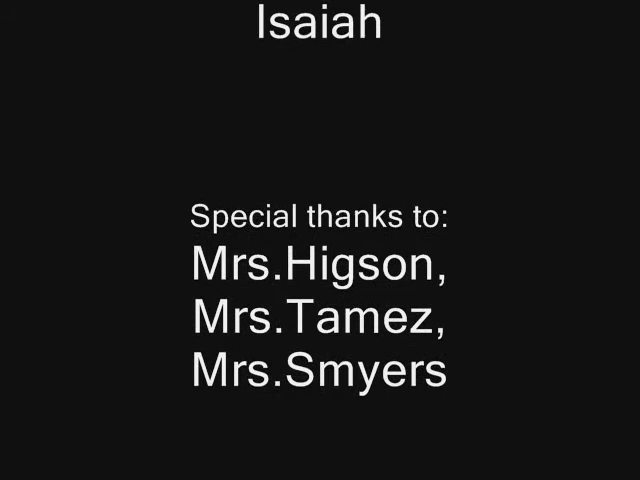 Isaiah
Special thanks to:
Mrs.Higson,
Mrs.Tamez,
Mrs.Smyers